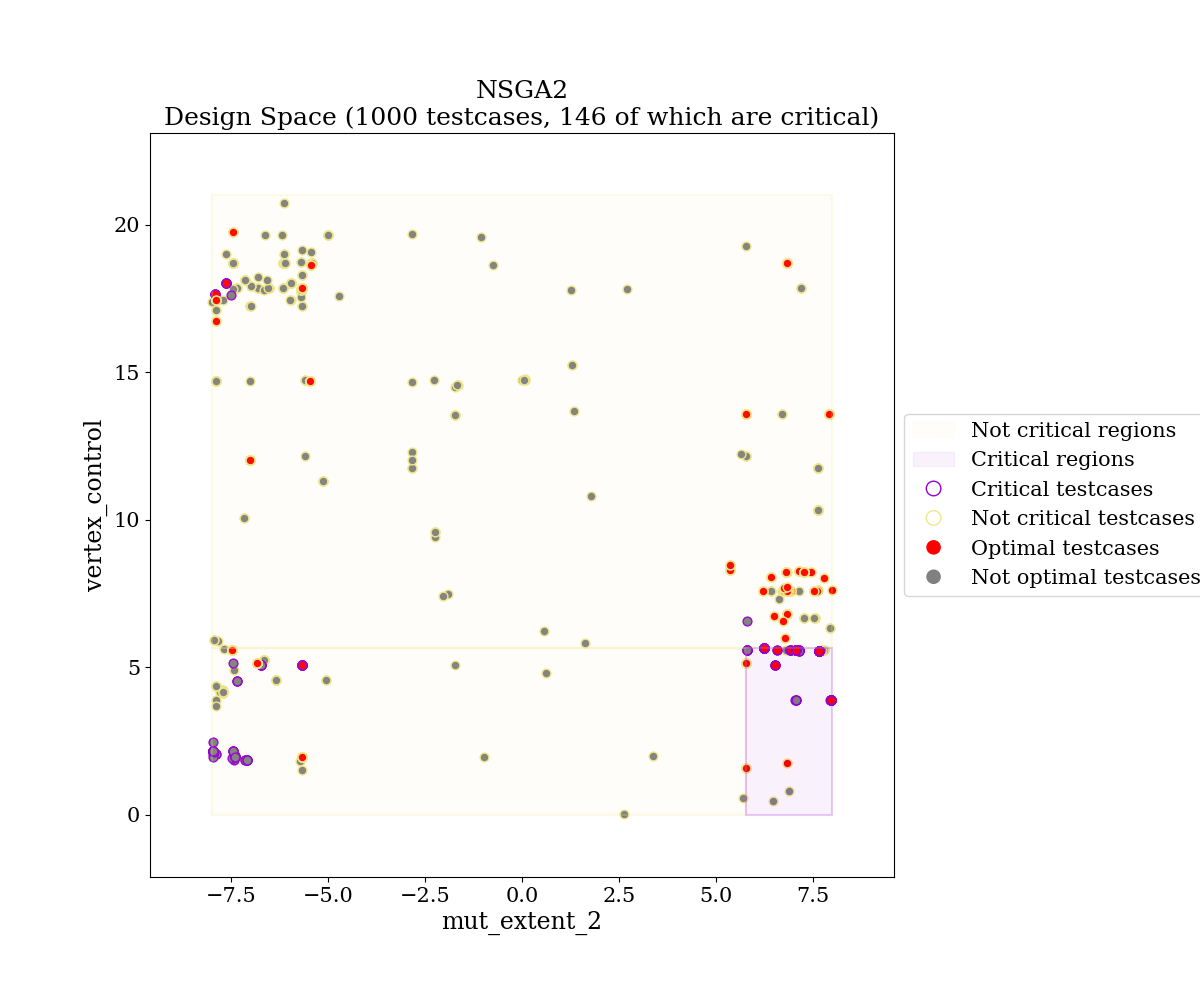 NSGA2
Design Space (1000 testcases, 146 of which are critical)
20
15
10
5
0
vertex_control
−7.5
−5.0
−2.5
0.0
2.5
5.0
7.5
mut_extent_2
Not critical regions
Critical regions
Critical testcases
Not critical testcases
Optimal testcases
Not optimal testcases